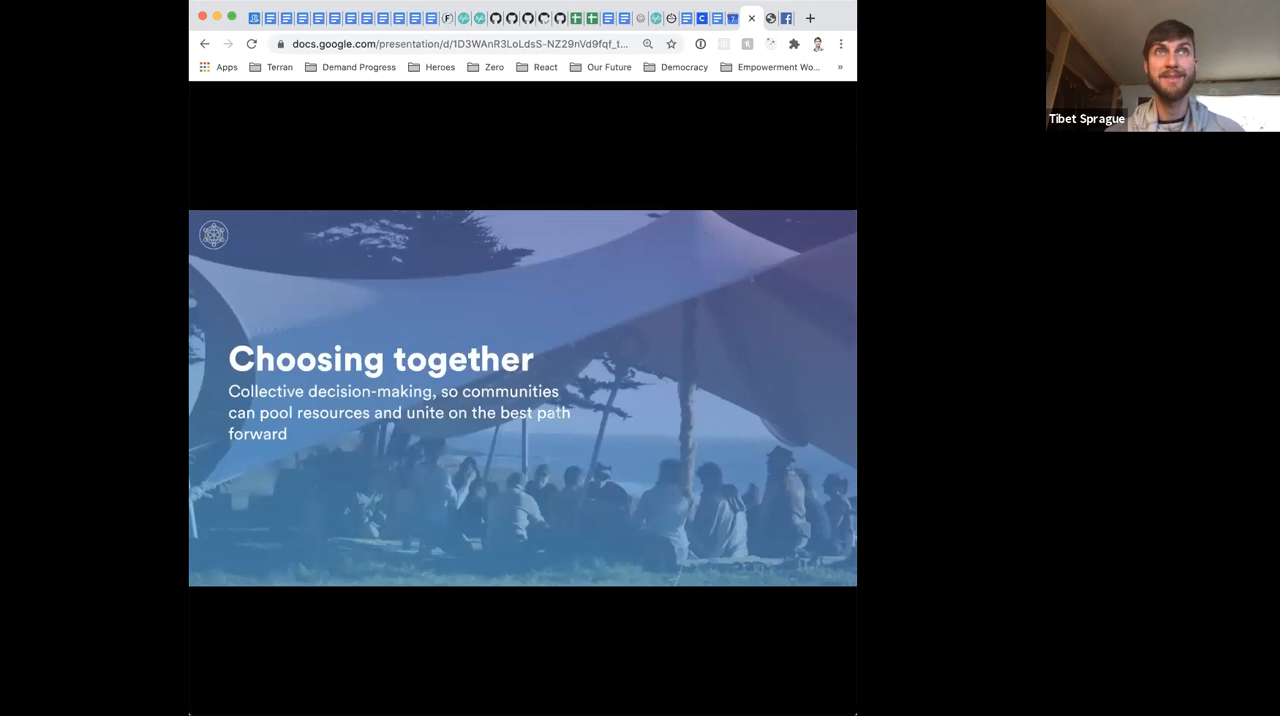 docs.google.com/presentation/d/1D3WAnR3LoLdsS-NZ29nVd9fqf_t...
Apps Terran Demand Progress Heroes Zero React Our Future Democracy Empowerment Wo... »
Tibet Sprague
Choosing together
Collective decision-making, so communities
can pool resources and unite on the best path
forward